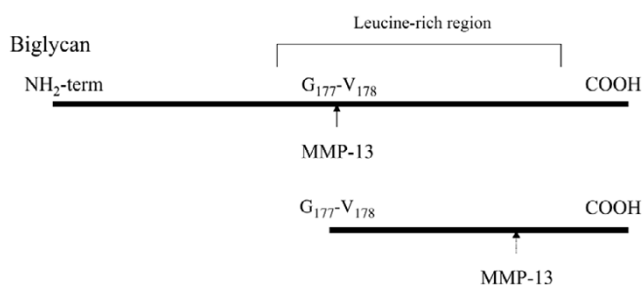 Leucine-rich region
Biglycan
NH₂-term G₁₇₇-V₁₇₈ COOH
MMP-13
G₁₇₇-V₁₇₈ COOH
MMP-13